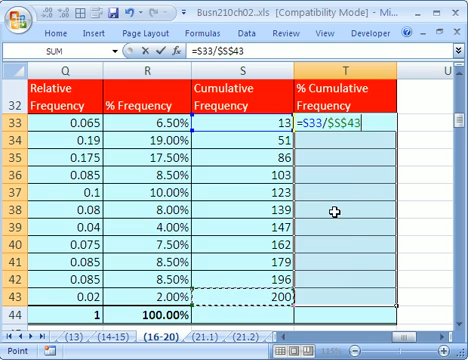 Busn210ch02...xls [Compatibility Mode] - Mi...
Home Insert Page Layout Formulas Data Review View Developer
SUM =S33/$S$43
Q R S T U
32 Relative Frequency % Frequency Cumulative Frequency % Cumulative Frequency
33 0.065 6.50% 13 =S33/$S$43
34 0.19 19.00% 51
35 0.175 17.50% 86
36 0.085 8.50% 103
37 0.1 10.00% 123
38 0.08 8.00% 139
39 0.04 4.00% 147
40 0.075 7.50% 162
41 0.085 8.50% 179
42 0.085 8.50% 196
43 0.02 2.00% 200
44 1 100.00%
(13) (14-15) (16-20) (21.1) (21.2)
Point 115%